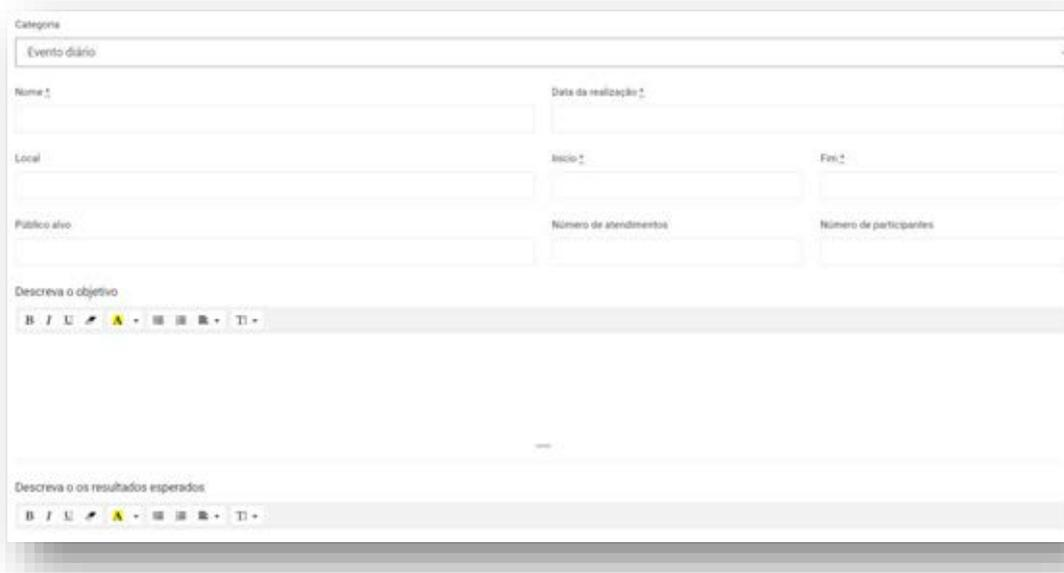 Categoria
Evento diário
Nome *
Data da realização *
Local
Início *
Fim *
Público alvo
Número de atendimentos
Número de participantes
Descreva o objetivo
B I U A T
Descreva o os resultados esperados
B I U A T